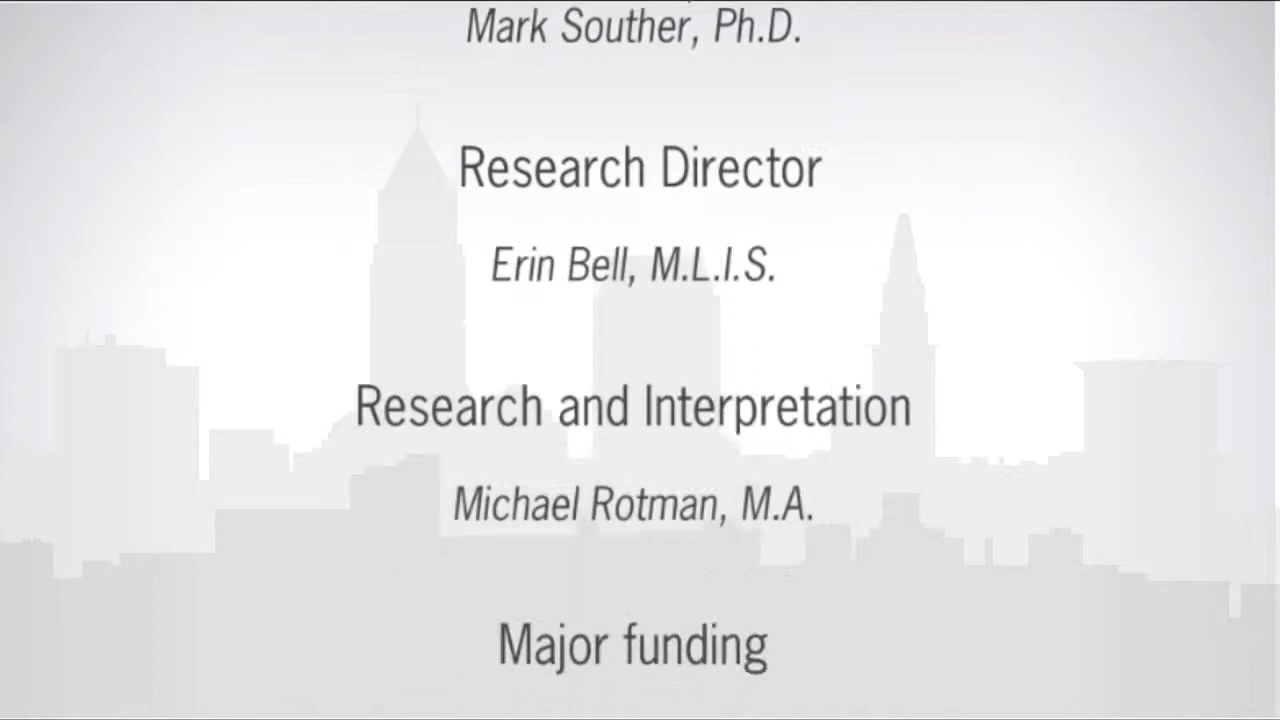 Mark Souther, Ph.D.
Research Director
Erin Bell, M.L.I.S.
Research and Interpretation
Michael Rotman, M.A.
Major funding